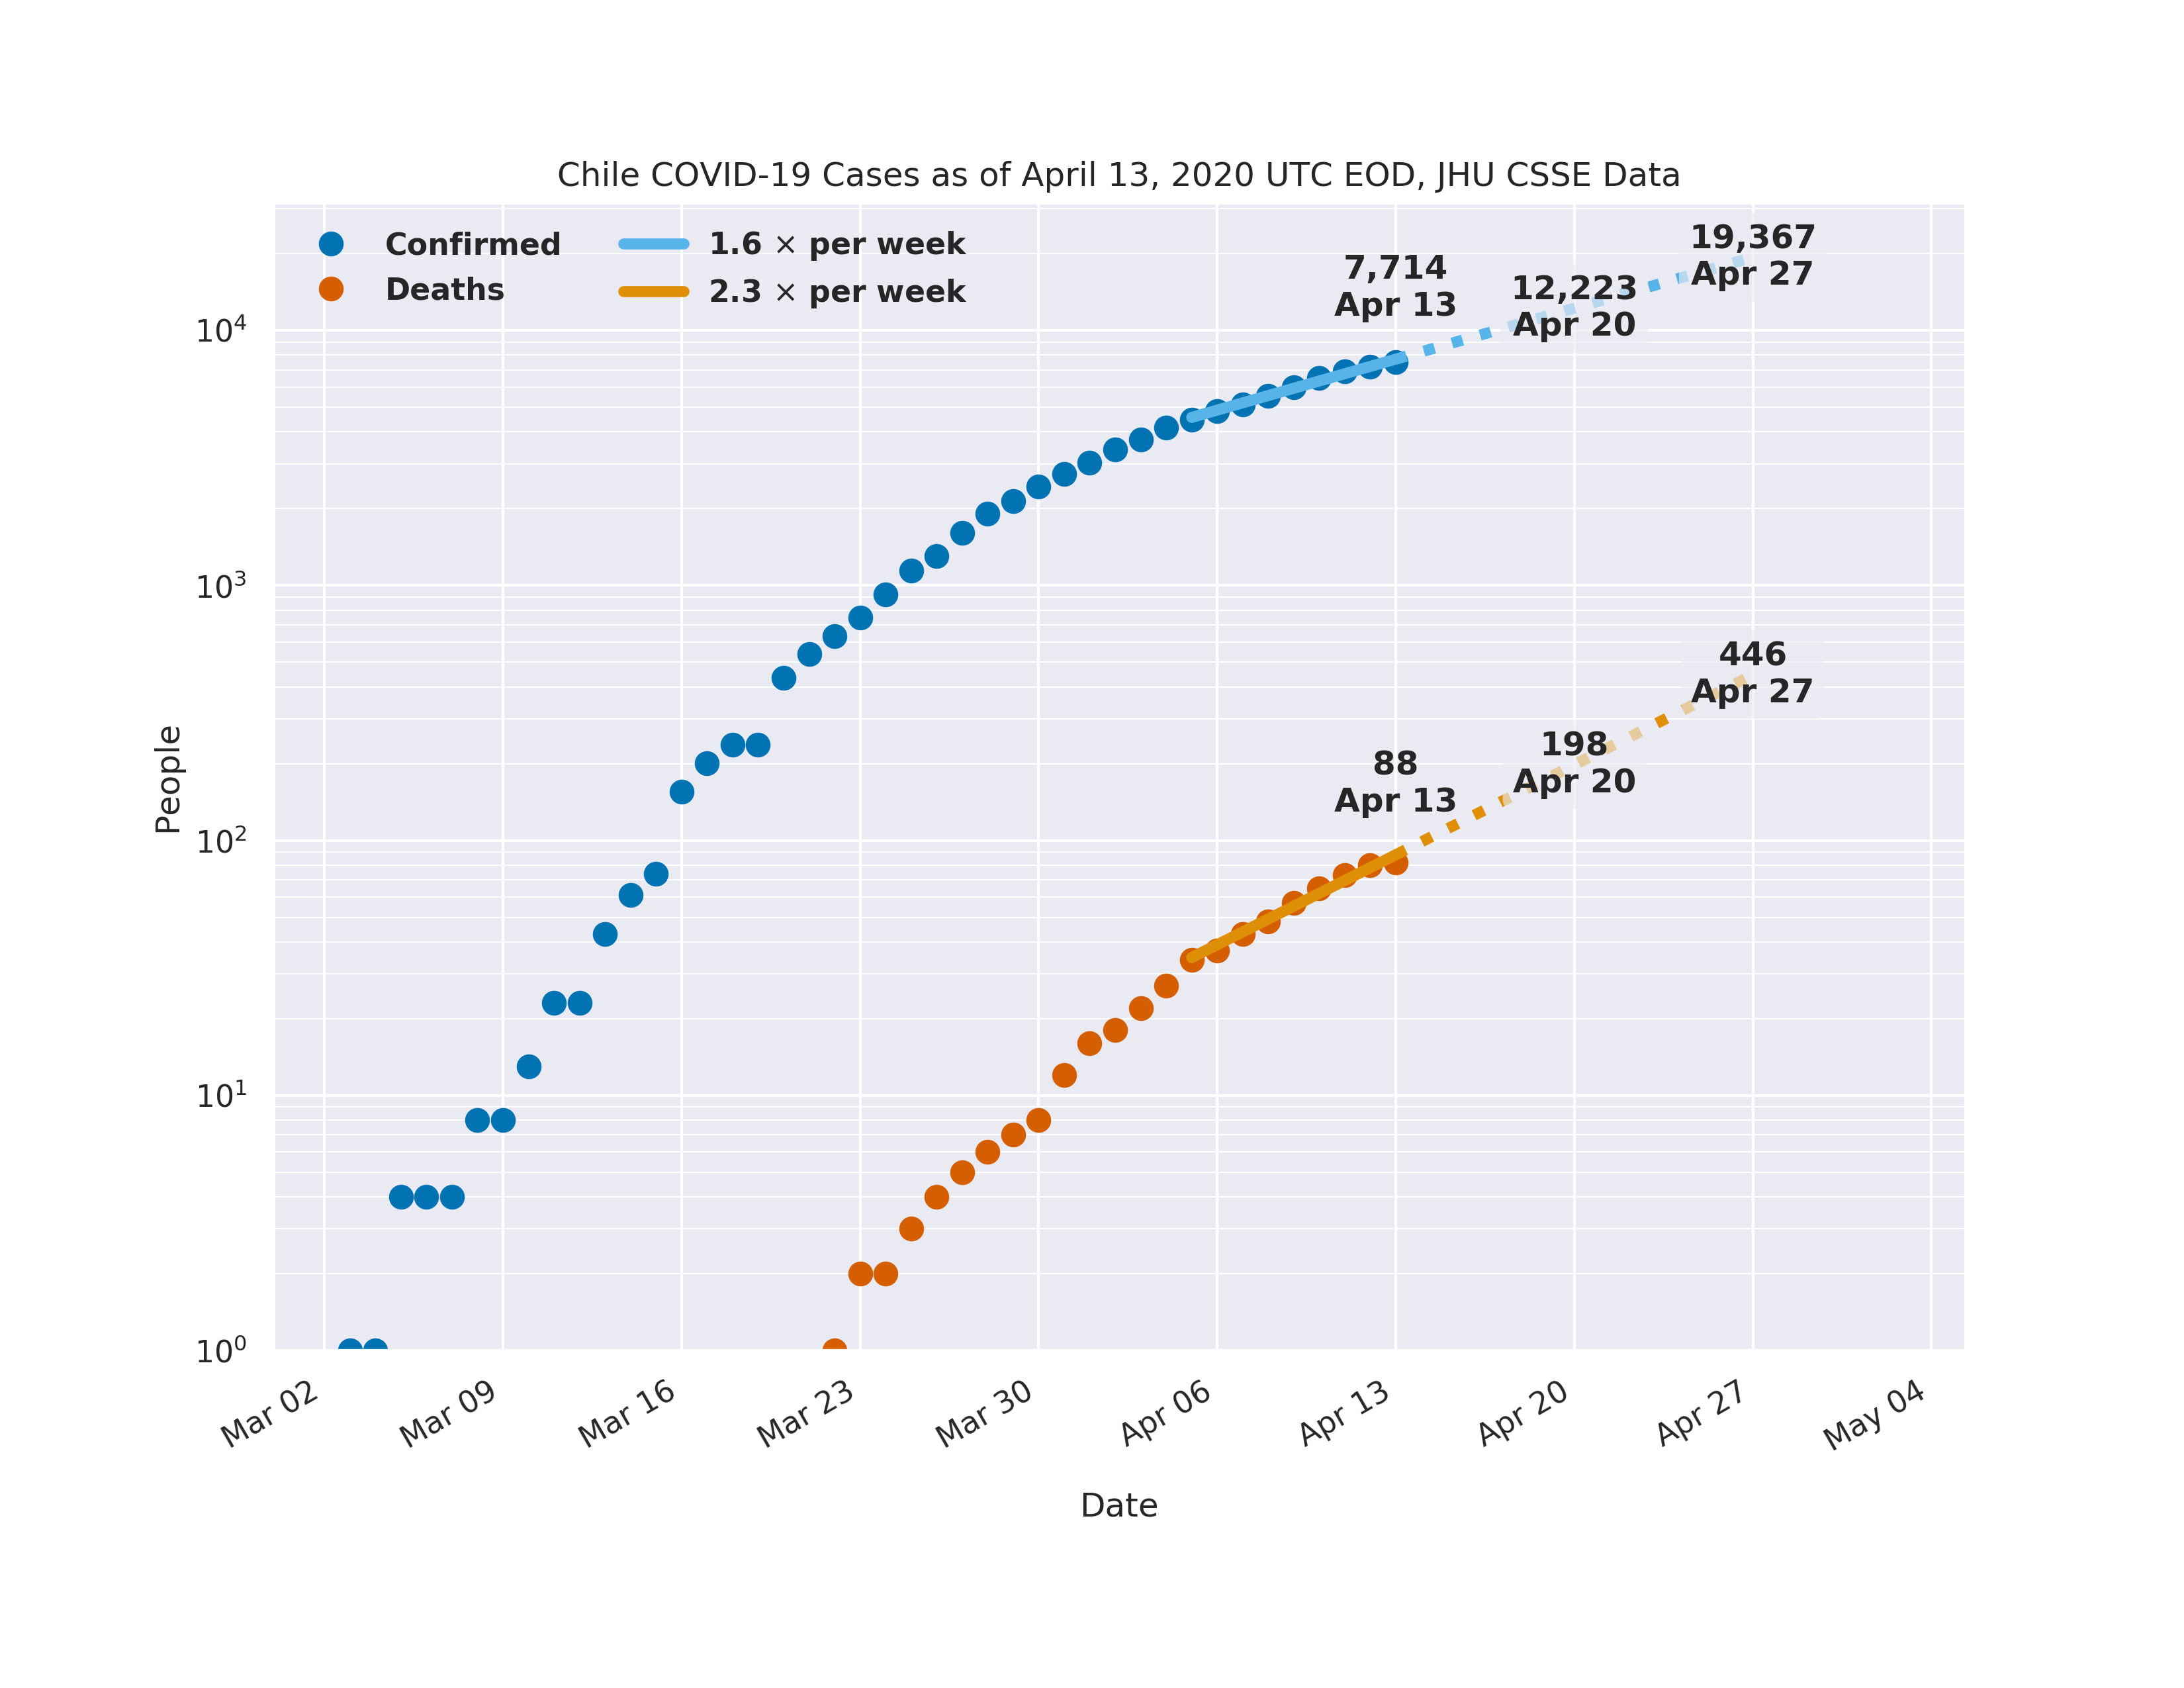 Chile COVID-19 Cases as of April 13, 2020 UTC EOD, JHU CSSE Data
Confirmed
Deaths
1.6 × per week
2.3 × per week
7,714
Apr 13
12,223
Apr 20
19,367
Apr 27
88
Apr 13
198
Apr 20
446
Apr 27
People
10⁴
10³
10²
10¹
10⁰
Mar 02
Mar 09
Mar 16
Mar 23
Mar 30
Apr 06
Apr 13
Apr 20
Apr 27
May 04
Date